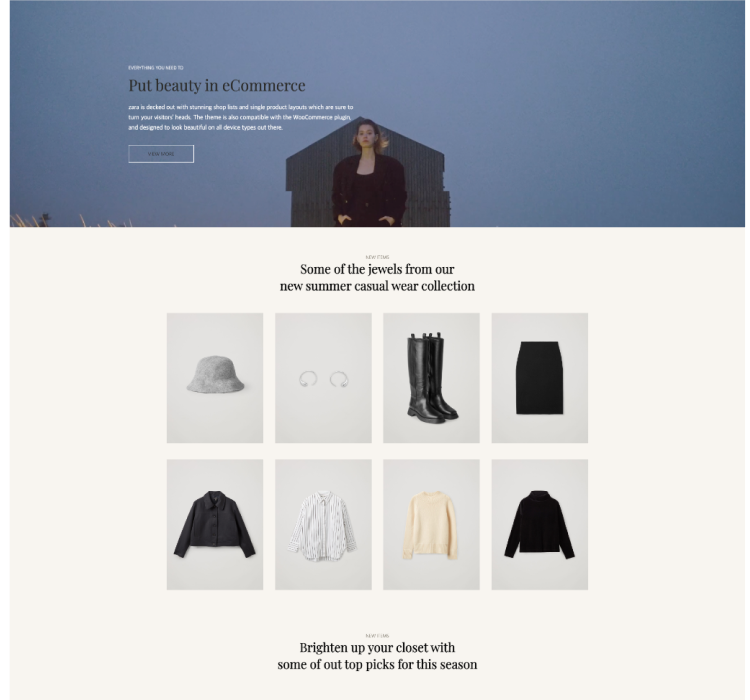 EVERYTHING YOU NEED TO
Put beauty in eCommerce
zara is decked out with stunning shop lists and single product layouts which are sure to
turn your visitors' heads. The theme is also compatible with the WooCommerce plugin,
and designed to look beautiful on all device types out there.
VIEW MORE
NEW ITEMS
Some of the jewels from our
new summer casual wear collection
NEW ITEMS
Brighten up your closet with
some of out top picks for this season